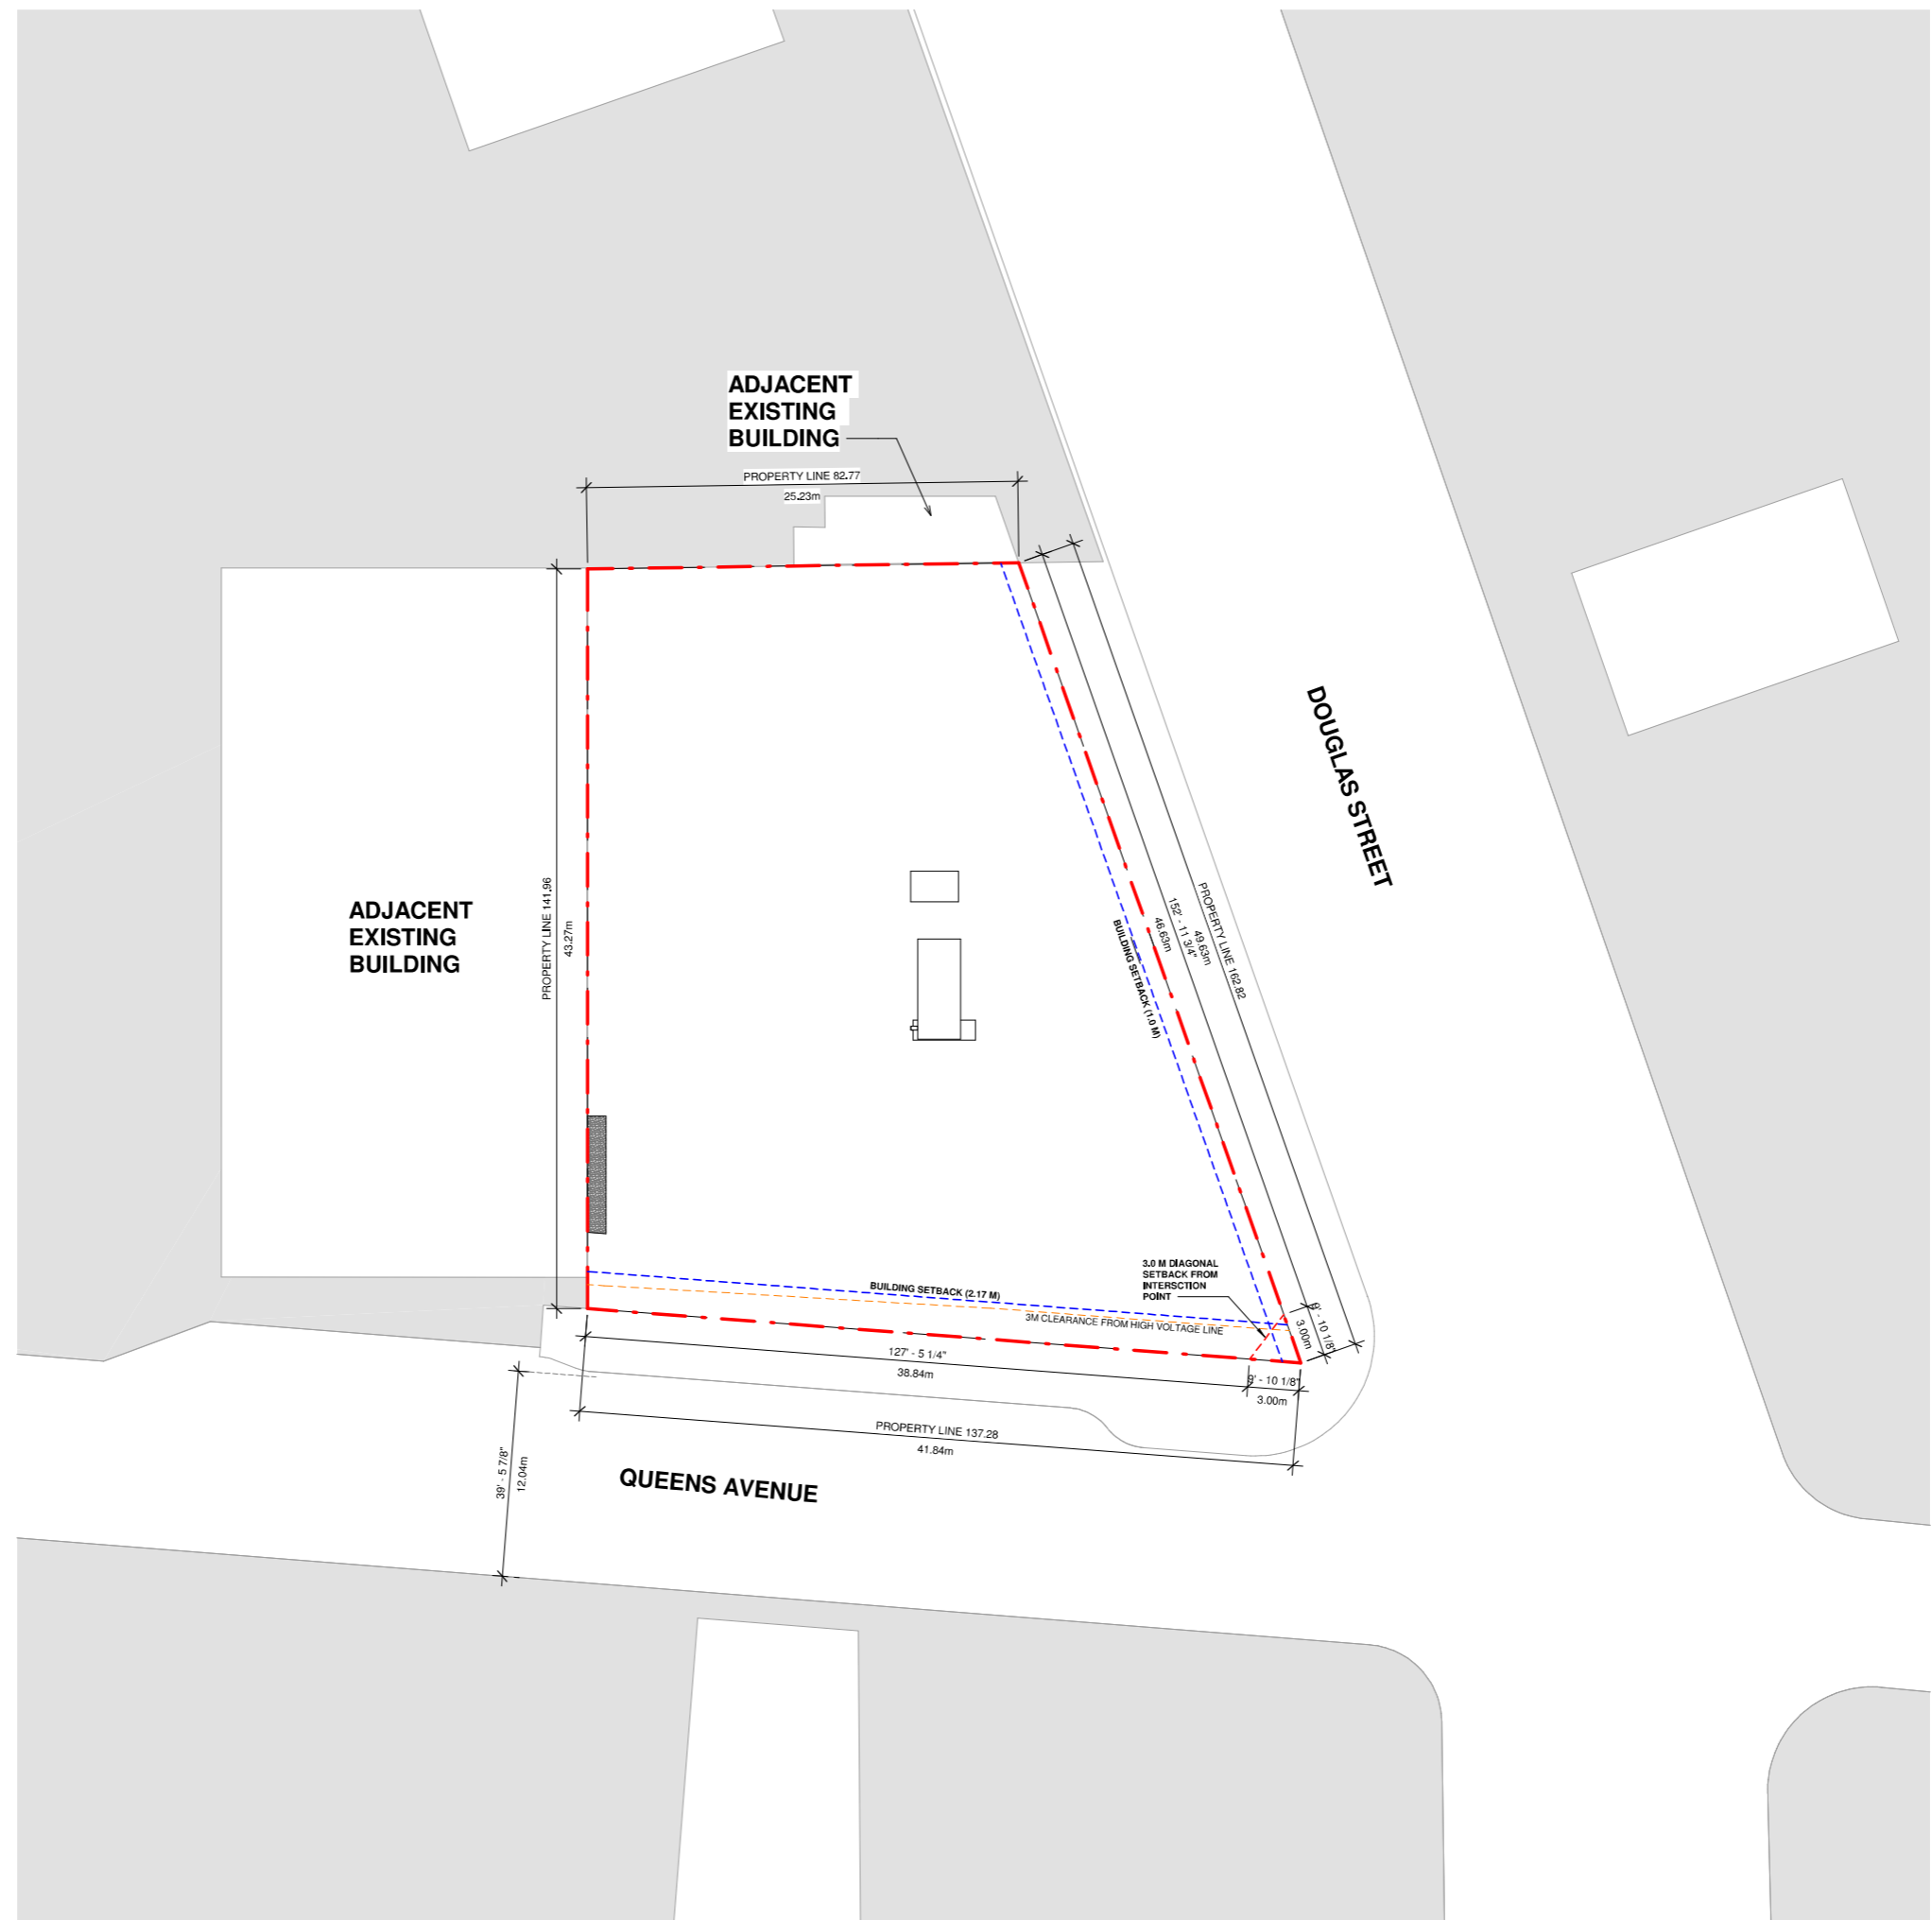 ADJACENT
EXISTING
BUILDING
PROPERTY LINE 82.77
25.23m
DOUGLAS STREET
PROPERTY LINE 162.82
49.63m
152' - 11 3/4"
46.63m
BUILDING SETBACK (1.0 M)
PROPERTY LINE 141.96
43.27m
ADJACENT
EXISTING
BUILDING
3.0 M DIAGONAL
SETBACK FROM
INTERSCTION
POINT
BUILDING SETBACK (2.17 M)
3M CLEARANCE FROM HIGH VOLTAGE LINE
9' - 10 1/8"
3.00m
127' - 5 1/4"
38.84m
9' - 10 1/8"
3.00m
PROPERTY LINE 137.28
41.84m
39' - 5 7/8"
12.04m
QUEENS AVENUE